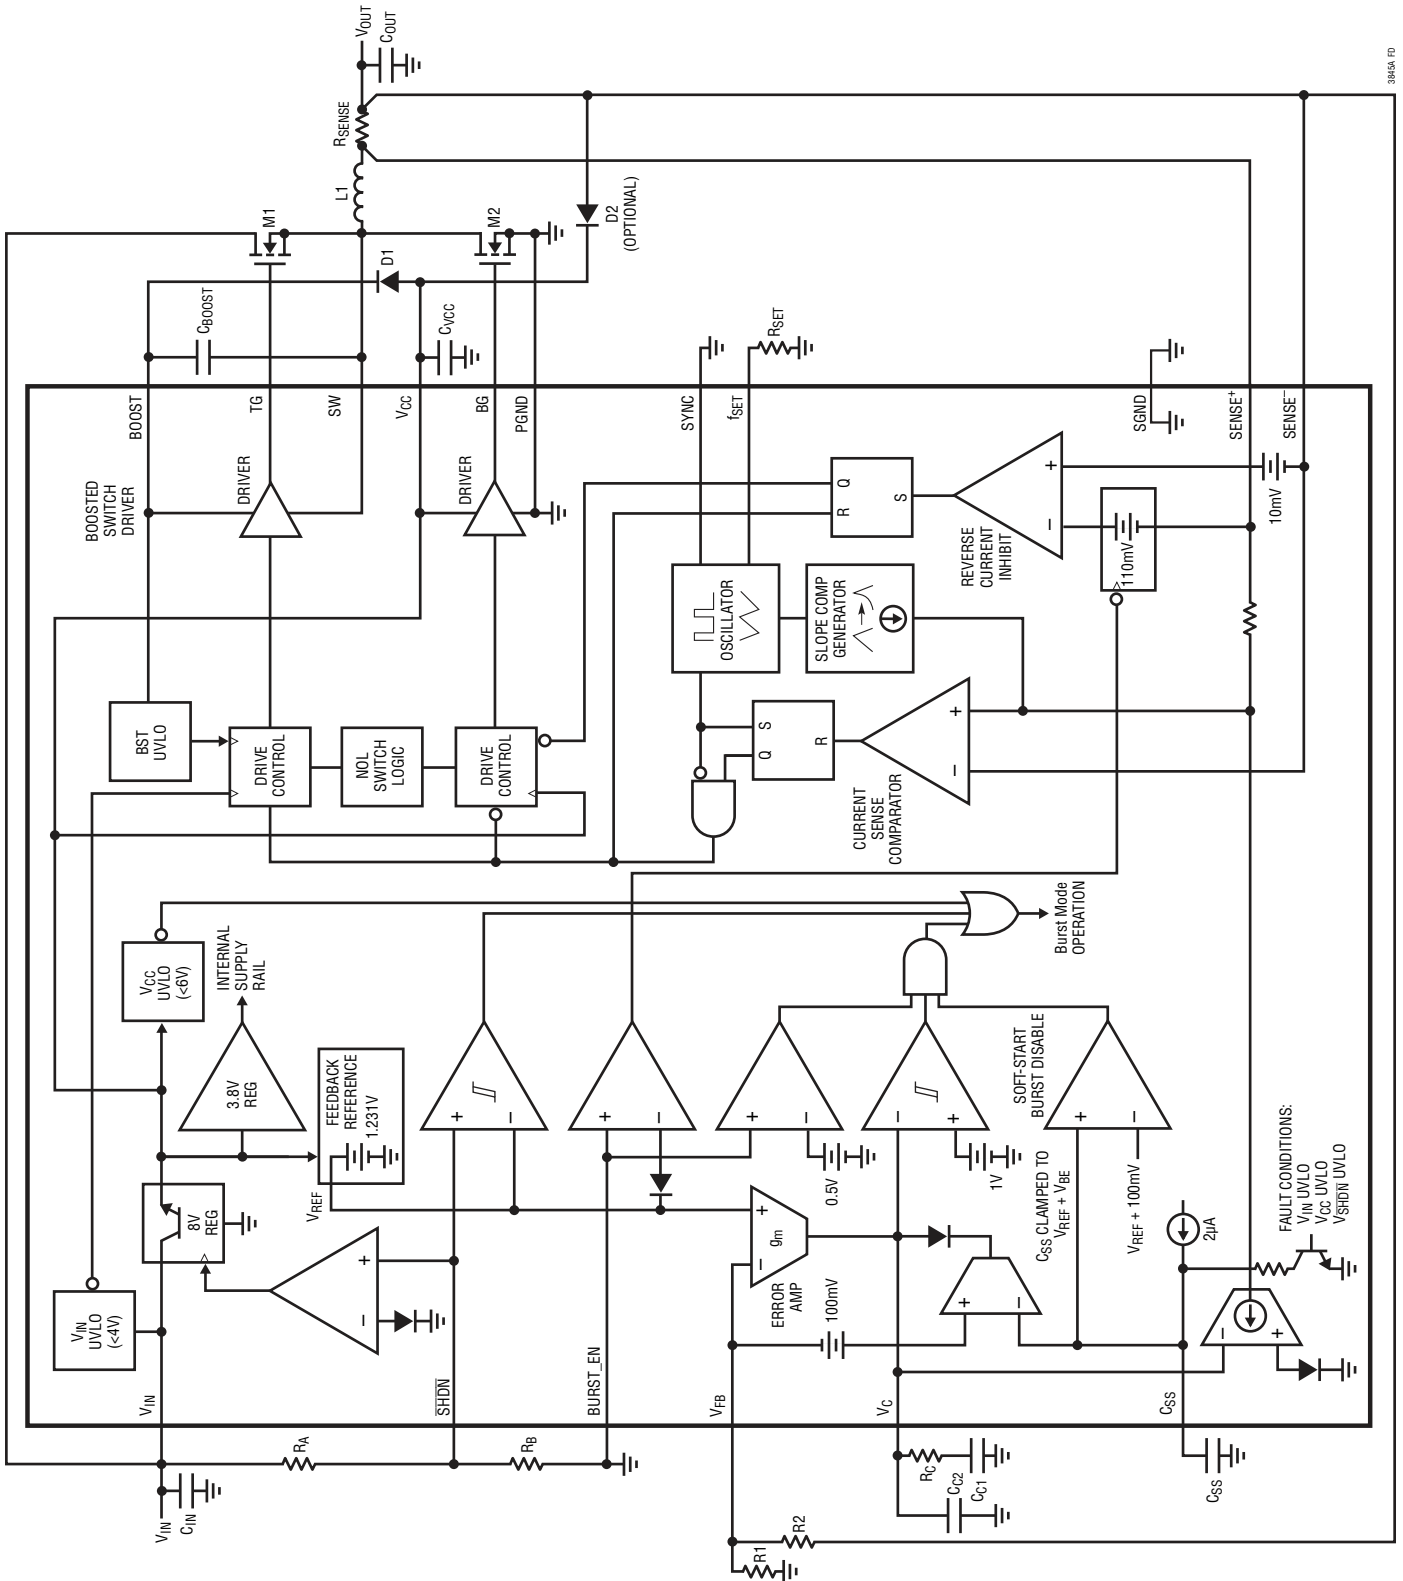 VIN
CIN
VIN
VIN
UVLO
(<4V)
8V
REG
3.8V
REG
VCC
UVLO
(<6V)
INTERNAL
SUPPLY
RAIL
FEEDBACK
REFERENCE
1.231V
VREF
+
–
RA
SHDN
RB
BURST_EN
+
–
+
–
+
–
0.5V
–
+
1V
SOFT-START
BURST DISABLE
+
–
VREF + 100mV
Burst Mode
OPERATION
VFB
R1
R2
ERROR
AMP
gm
+
–
100mV
VC
RC
CC2
CC1
CSS CLAMPED TO
VREF + VBE
+
–
CSS
CSS
2µA
–
+
FAULT CONDITIONS:
VIN UVLO
VCC UVLO
VSHDN UVLO
BST
UVLO
DRIVE
CONTROL
NOL
SWITCH
LOGIC
DRIVE
CONTROL
BOOSTED
SWITCH
DRIVER
DRIVER
DRIVER
BOOST
TG
SW
VCC
BG
PGND
CBOOST
CVCC
D1
M1
M2
L1
RSENSE
VOUT
COUT
D2
(OPTIONAL)
SYNC
fSET
RSET
OSCILLATOR
SLOPE COMP
GENERATOR
Q
S
R
CURRENT
SENSE
COMPARATOR
+
–
R
Q
S
REVERSE
CURRENT
INHIBIT
–
+
110mV
10mV
SGND
SENSE+
SENSE–
3845A FD